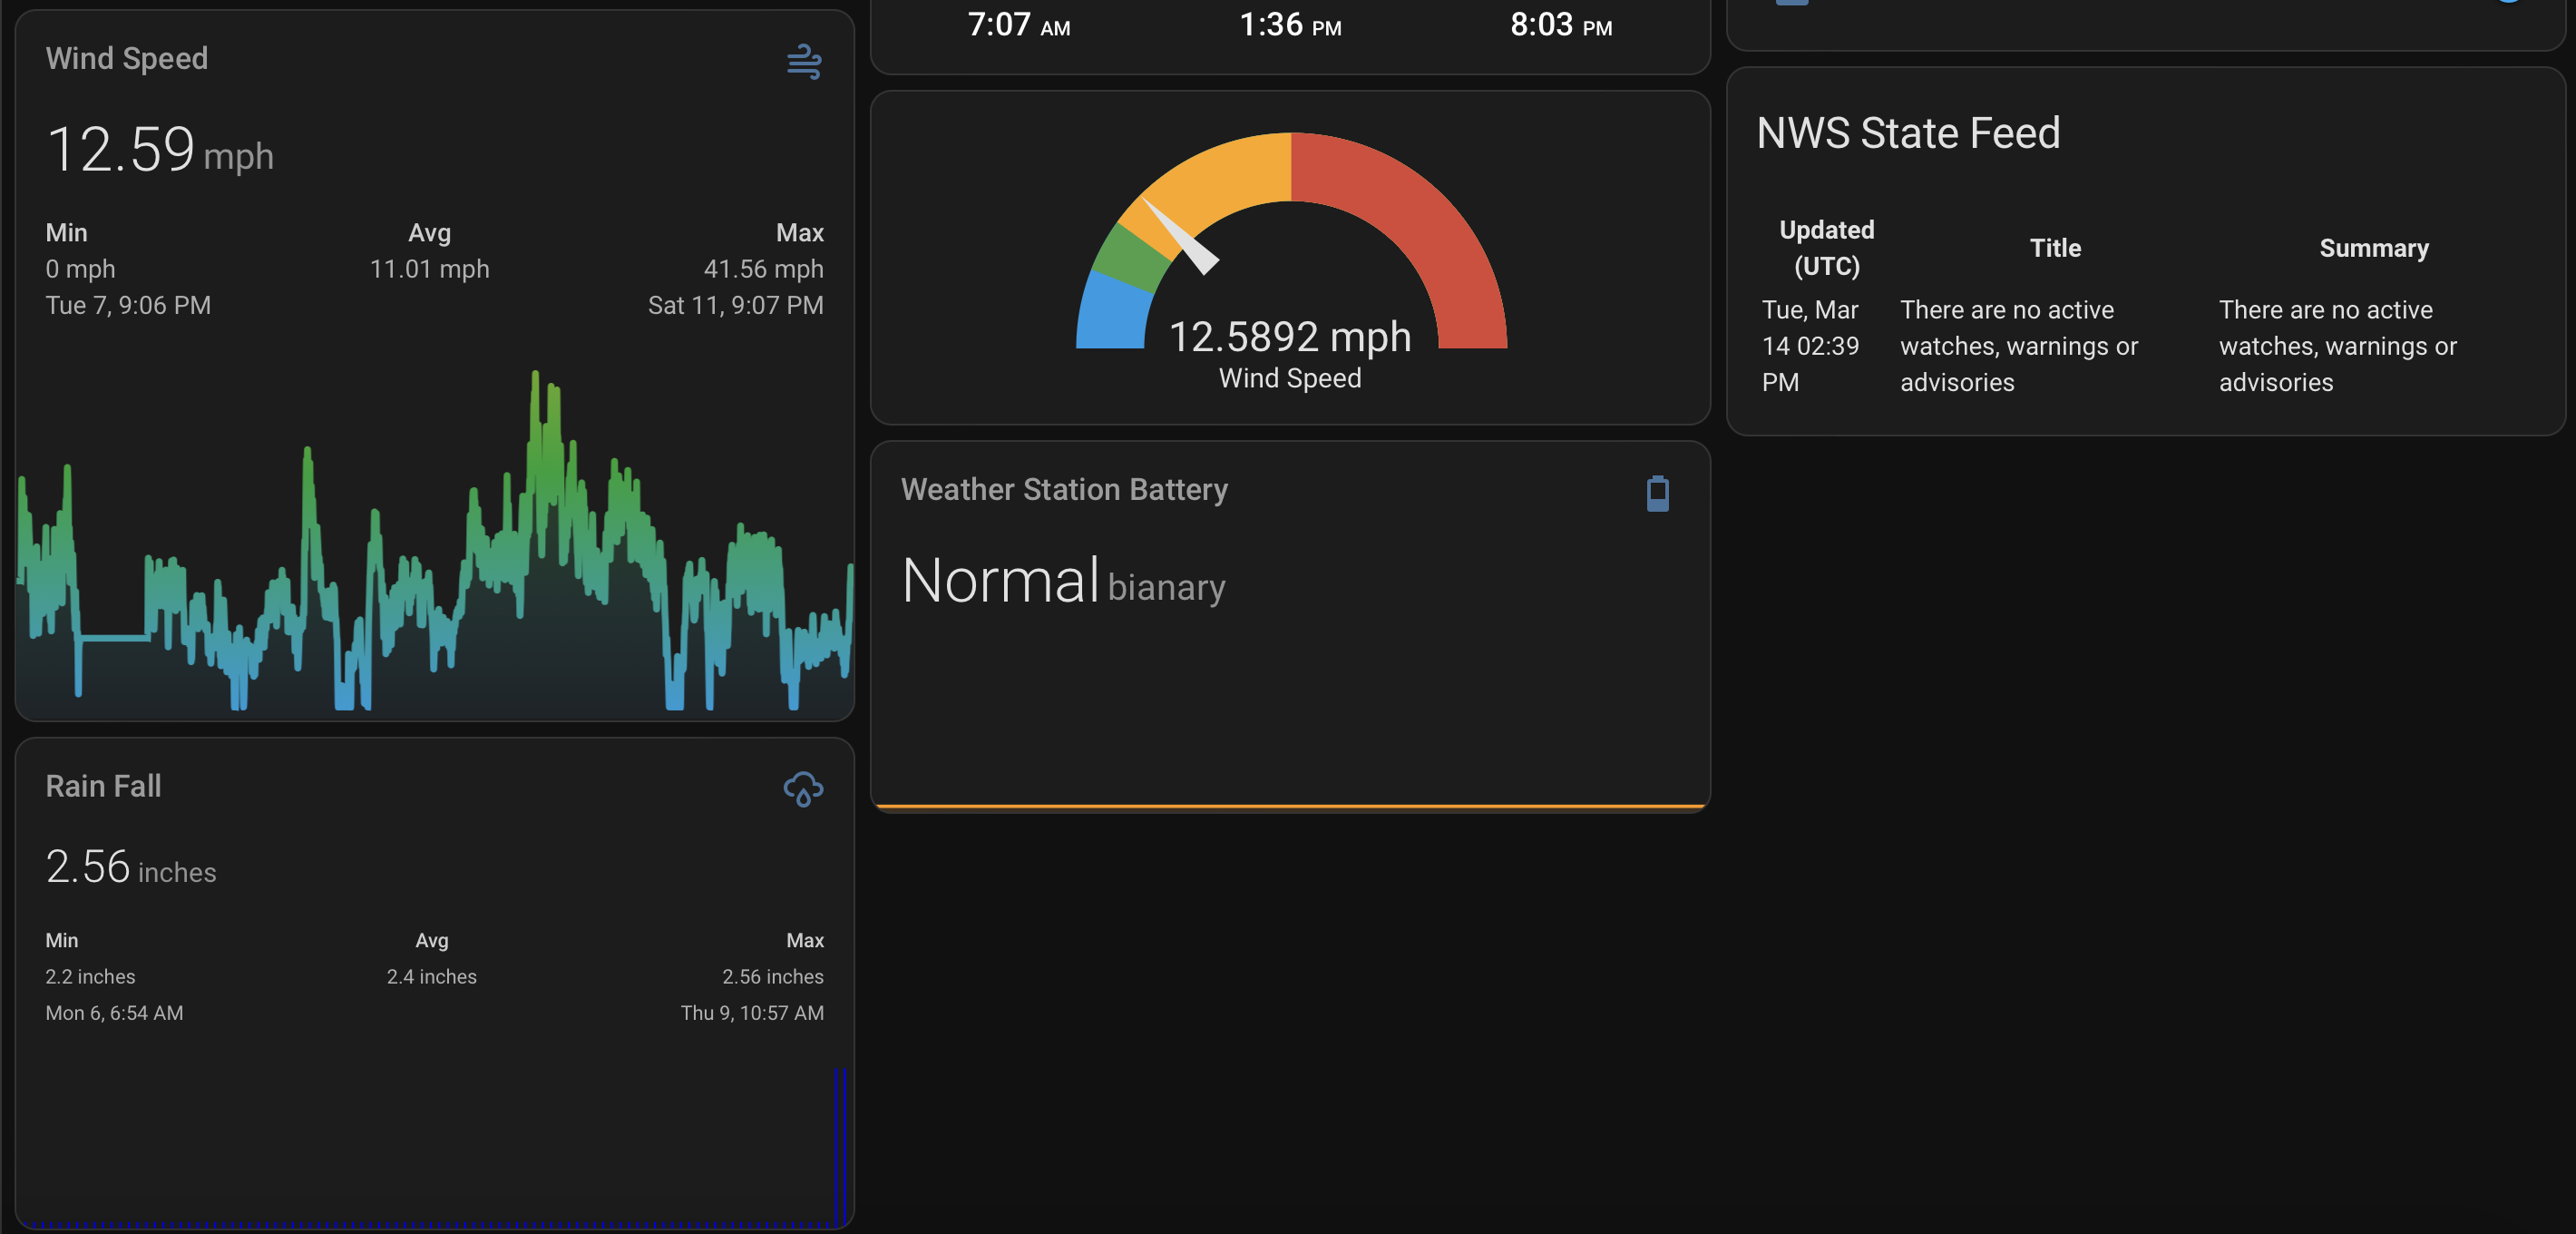 Wind Speed
12.59 mph
Min Avg Max
0 mph 11.01 mph 41.56 mph
Tue 7, 9:06 PM Sat 11, 9:07 PM
Rain Fall
2.56 inches
Min Avg Max
2.2 inches 2.4 inches 2.56 inches
Mon 6, 6:54 AM Thu 9, 10:57 AM
7:07 AM 1:36 PM 8:03 PM
12.5892 mph
Wind Speed
Weather Station Battery
Normal bianary
NWS State Feed
Updated
(UTC)
Title
Summary
Tue, Mar
14 02:39
PM
There are no active
watches, warnings or
advisories
There are no active
watches, warnings or
advisories